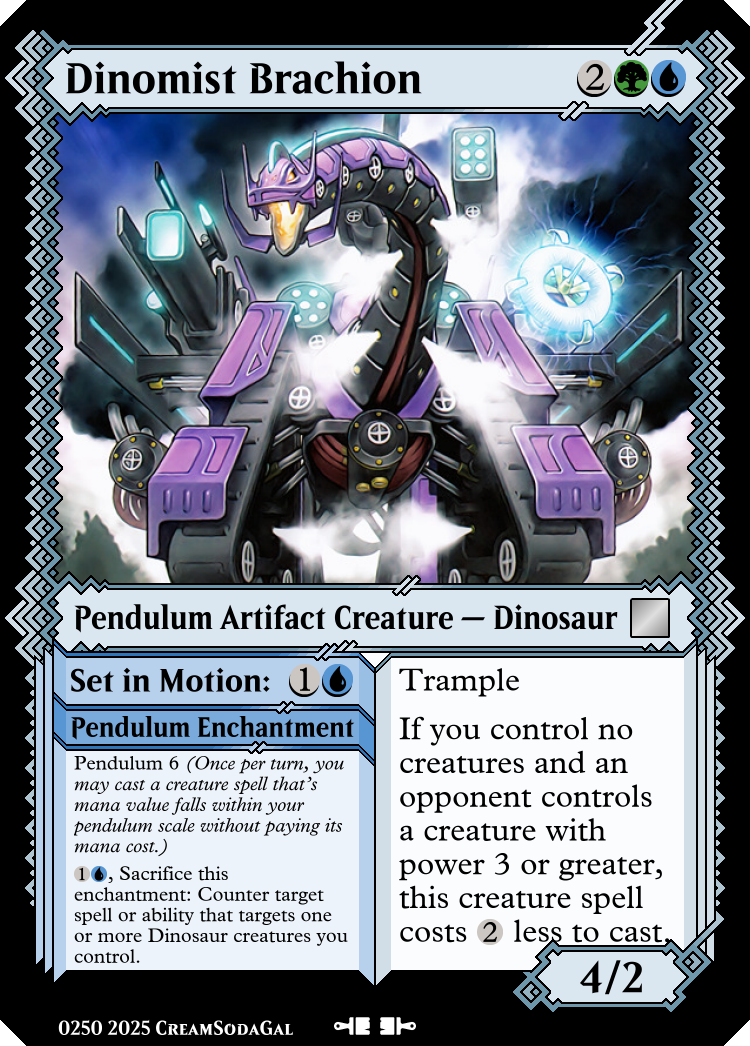 Dinomist Brachion 2
Pendulum Artifact Creature — Dinosaur
Set in Motion: 1
Pendulum Enchantment
Pendulum 6 (Once per turn, you
may cast a creature spell that's
mana value falls within your
pendulum scale without paying its
mana cost.)
1, Sacrifice this
enchantment: Counter target
spell or ability that targets one
or more Dinosaur creatures you
control.
Trample
If you control no
creatures and an
opponent controls
a creature with
power 3 or greater,
this creature spell
costs 2 less to cast.
4/2
0250 2025 CreamSodaGal